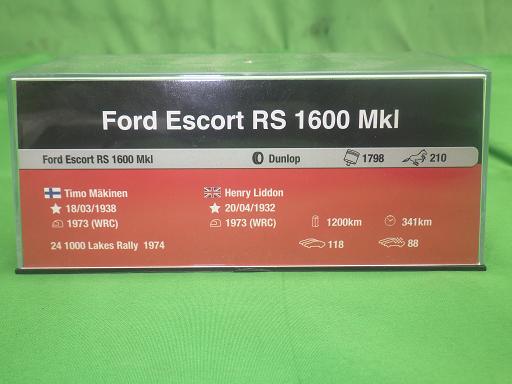 Ford Escort RS 1600 MkI
Ford Escort RS 1600 MkI Dunlop 1798 210
Timo Mäkinen Henry Liddon
18/03/1938 20/04/1932
1973 (WRC) 1973 (WRC) 1200km 341km
24 1000 Lakes Rally 1974 118 88